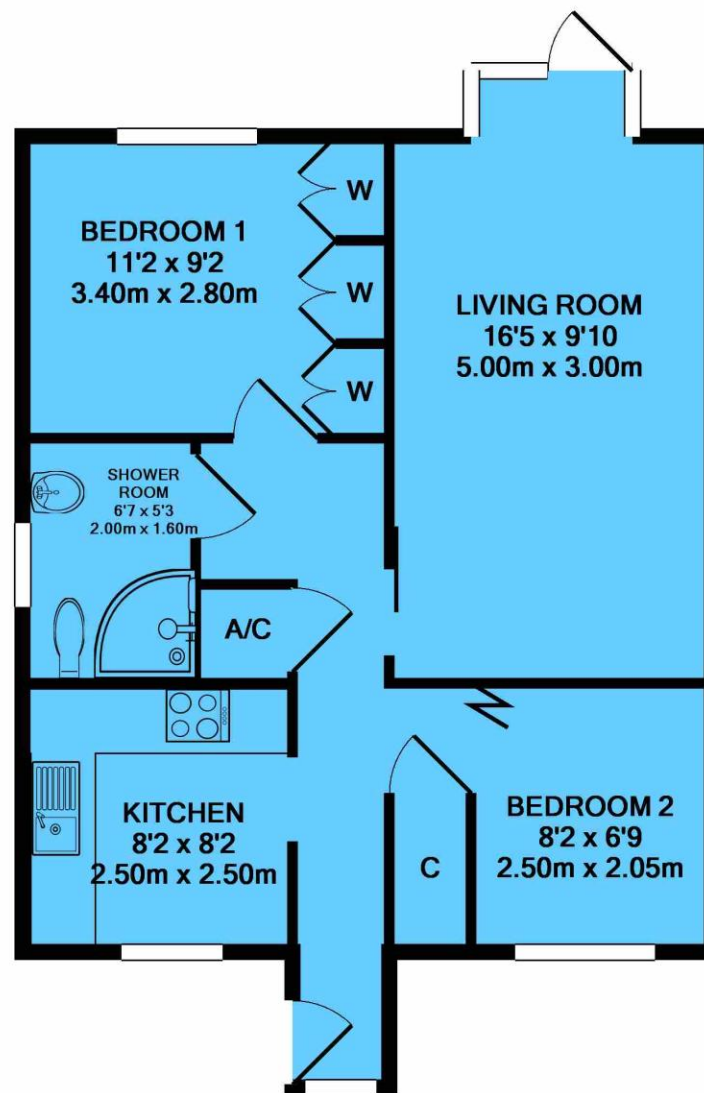 BEDROOM 1
11'2 x 9'2
3.40m x 2.80m
W
W
W
LIVING ROOM
16'5 x 9'10
5.00m x 3.00m
SHOWER
ROOM
6'7 x 5'3
2.00m x 1.60m
A/C
KITCHEN
8'2 x 8'2
2.50m x 2.50m
C
BEDROOM 2
8'2 x 6'9
2.50m x 2.05m